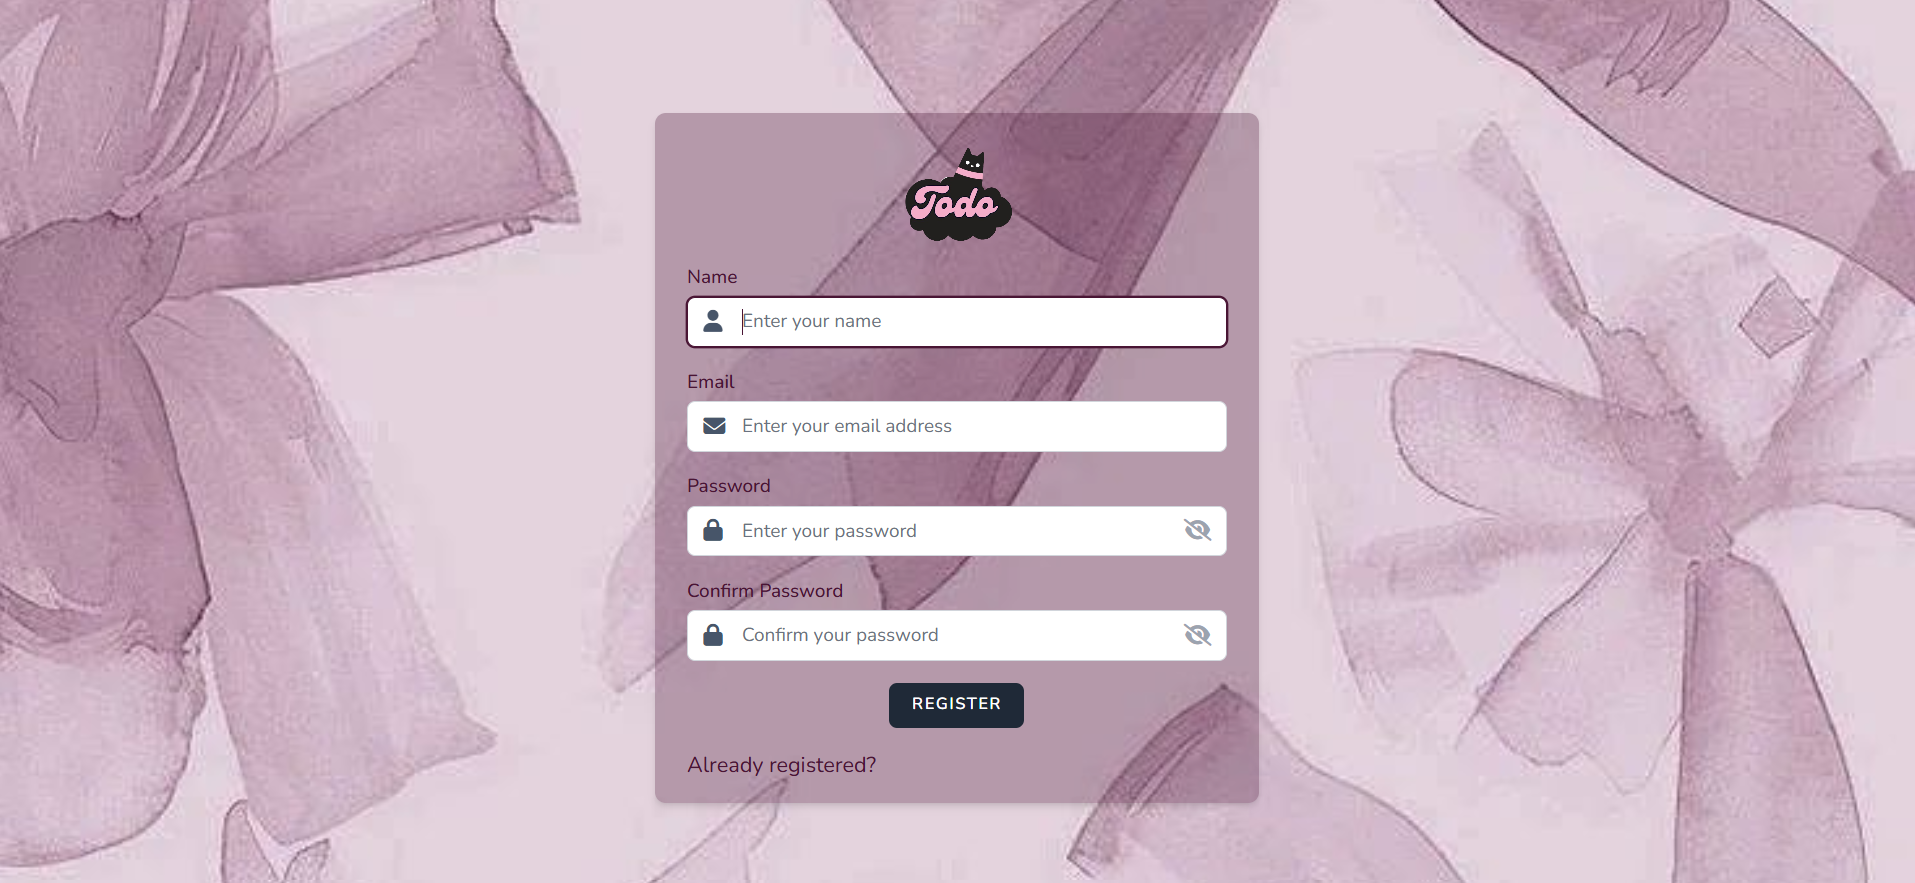 Todo
Name
Enter your name
Email
Enter your email address
Password
Enter your password
Confirm Password
Confirm your password
REGISTER
Already registered?